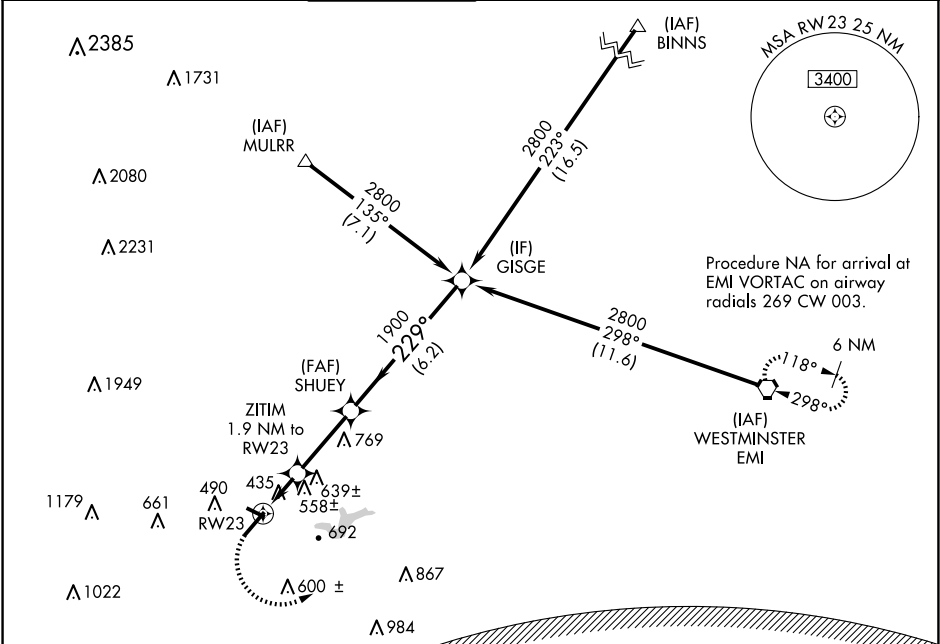 2385
1731
(IAF)
BINNS
MSA RW 23 25 NM
3400
(IAF)
MULRR
2800
223°
(16.5)
2080
2800
135°
(7.1)
2231
(IF)
GISGE
Procedure NA for arrival at
EMI VORTAC on airway
radials 269 CW 003.
2800
298°
(11.6)
6 NM
118°
298°
1900
229°
(6.2)
(FAF)
SHUEY
1949
(IAF)
WESTMINSTER
EMI
ZITIM
1.9 NM to
RW23
769
435
639±
558±
490
1179
661
RW23
692
600 ±
867
1022
984